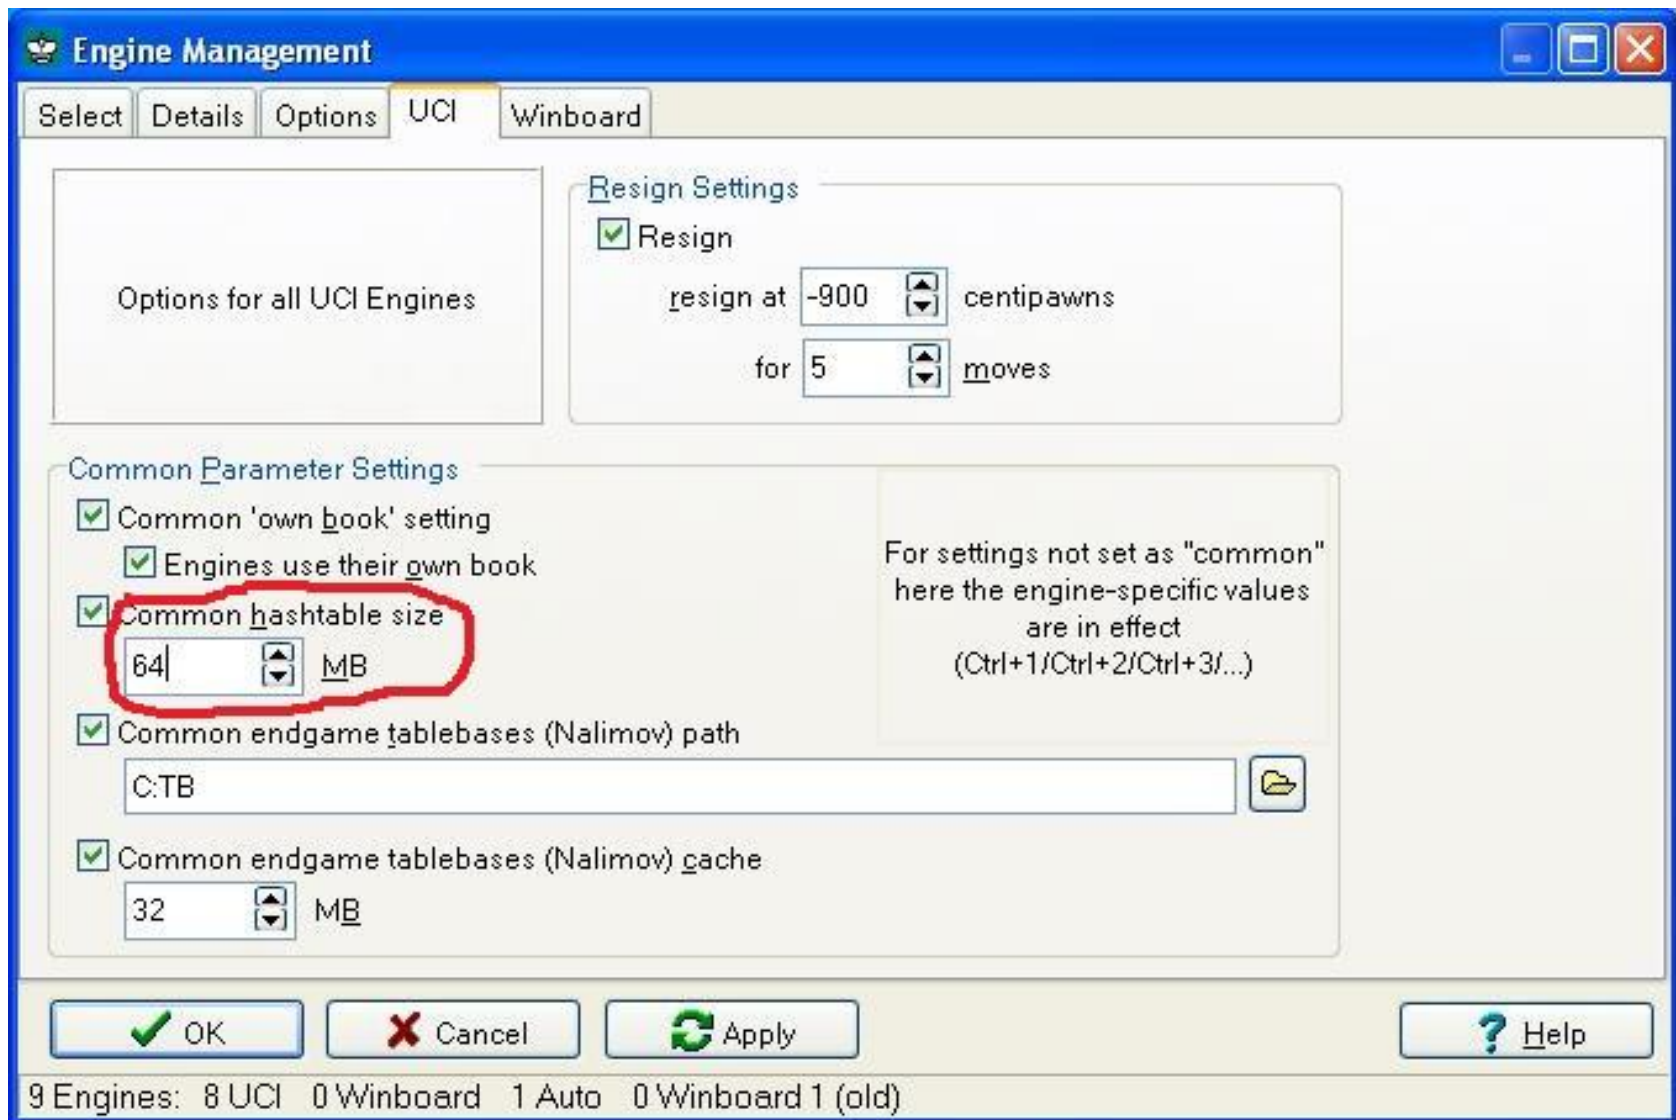 Engine Management
Select Details Options UCI Winboard
Options for all UCI Engines
Resign Settings
Resign
resign at -900 centipawns
for 5 moves
Common Parameter Settings
Common 'own book' setting
Engines use their own book
Common hashtable size
64 MB
For settings not set as "common"
here the engine-specific values
are in effect
(Ctrl+1/Ctrl+2/Ctrl+3/...)
Common endgame tablebases (Nalimov) path
C:TB
Common endgame tablebases (Nalimov) cache
32 MB
OK Cancel Apply ? Help
9 Engines: 8 UCI 0 Winboard 1 Auto 0 Winboard 1 (old)